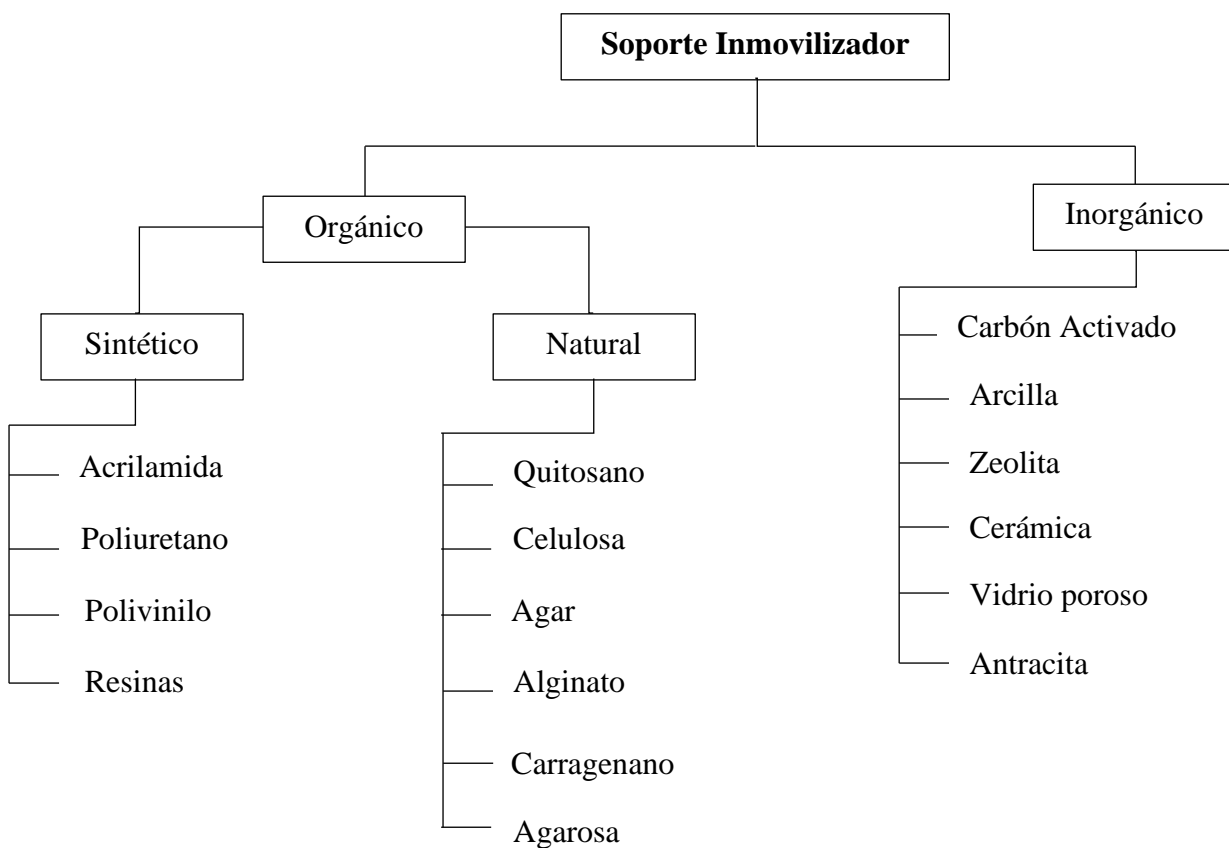 Soporte Inmovilizador
Orgánico
Inorgánico
Sintético
Natural
Acrilamida
Poliuretano
Polivinilo
Resinas
Quitosano
Celulosa
Agar
Alginato
Carragenano
Agarosa
Carbón Activado
Arcilla
Zeolita
Cerámica
Vidrio poroso
Antracita